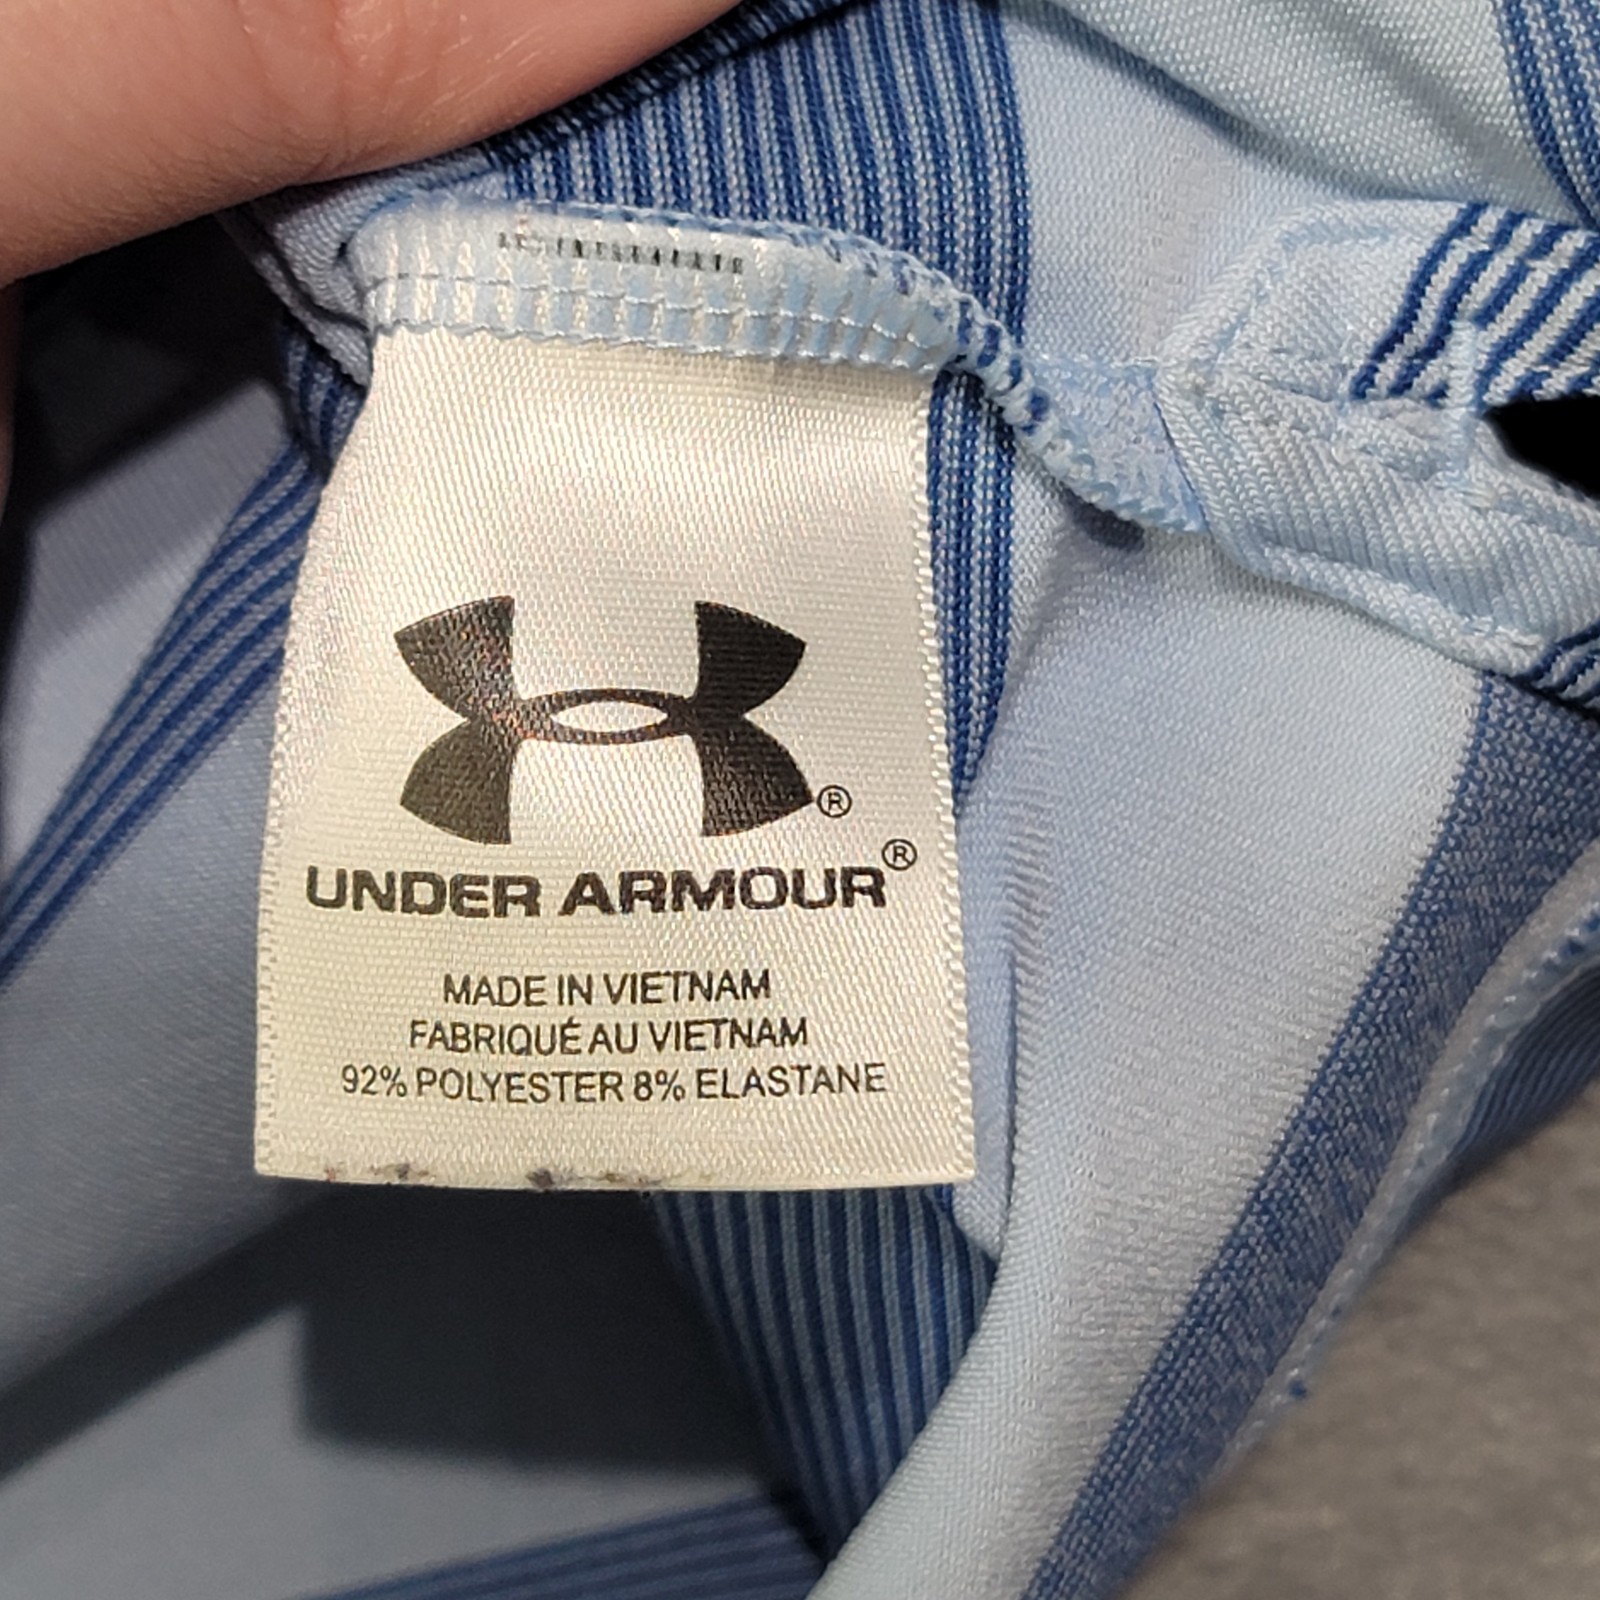 ®
UNDER ARMOUR®
MADE IN VIETNAM
FABRIQUÉ AU VIETNAM
92% POLYESTER 8% ELASTANE